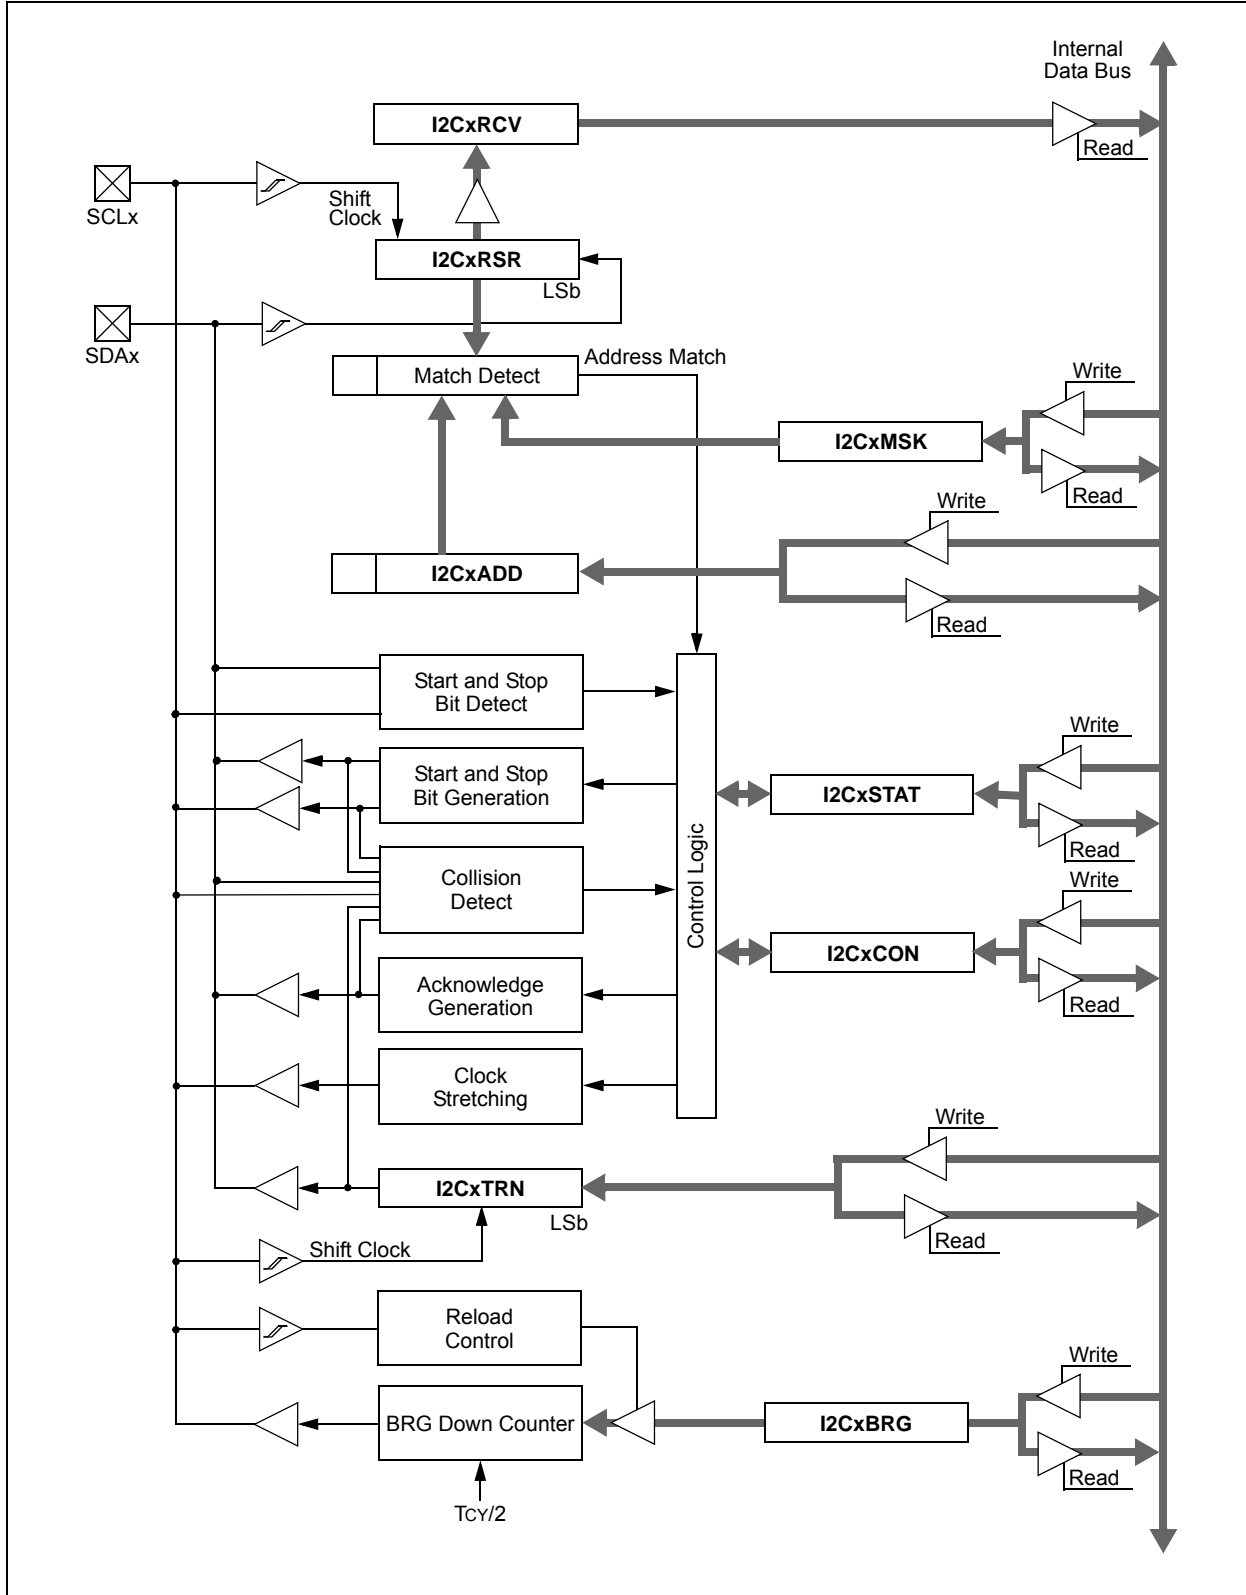 Internal
Data Bus
I2CxRCV
Read
SCLx
Shift
Clock
I2CxRSR
LSb
SDAx
Address Match
Match Detect
Write
I2CxMSK
Read
Write
I2CxADD
Read
Start and Stop
Bit Detect
Write
Start and Stop
Bit Generation
I2CxSTAT
Read
Control Logic
Collision
Detect
Write
I2CxCON
Read
Acknowledge
Generation
Clock
Stretching
Write
I2CxTRN
LSb
Read
Shift Clock
Reload
Control
Write
BRG Down Counter
I2CxBRG
Read
TCY/2